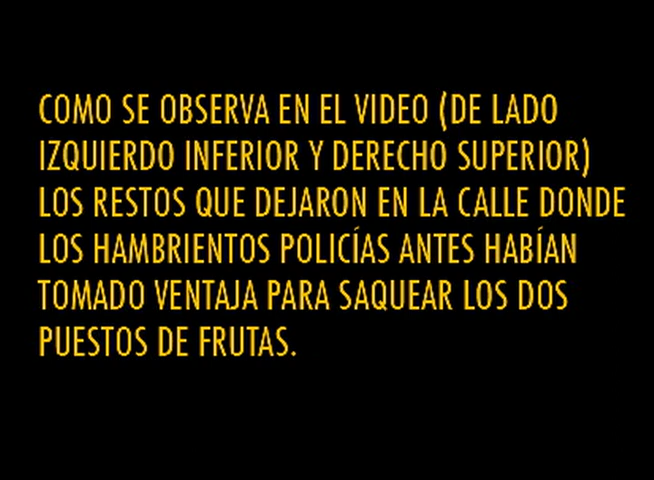 COMO SE OBSERVA EN EL VIDEO (DE LADO
IZQUIERDO INFERIOR Y DERECHO SUPERIOR)
LOS RESTOS QUE DEJARON EN LA CALLE DONDE
LOS HAMBRIENTOS POLICÍAS ANTES HABÍAN
TOMADO VENTAJA PARA SAQUEAR LOS DOS
PUESTOS DE FRUTAS.